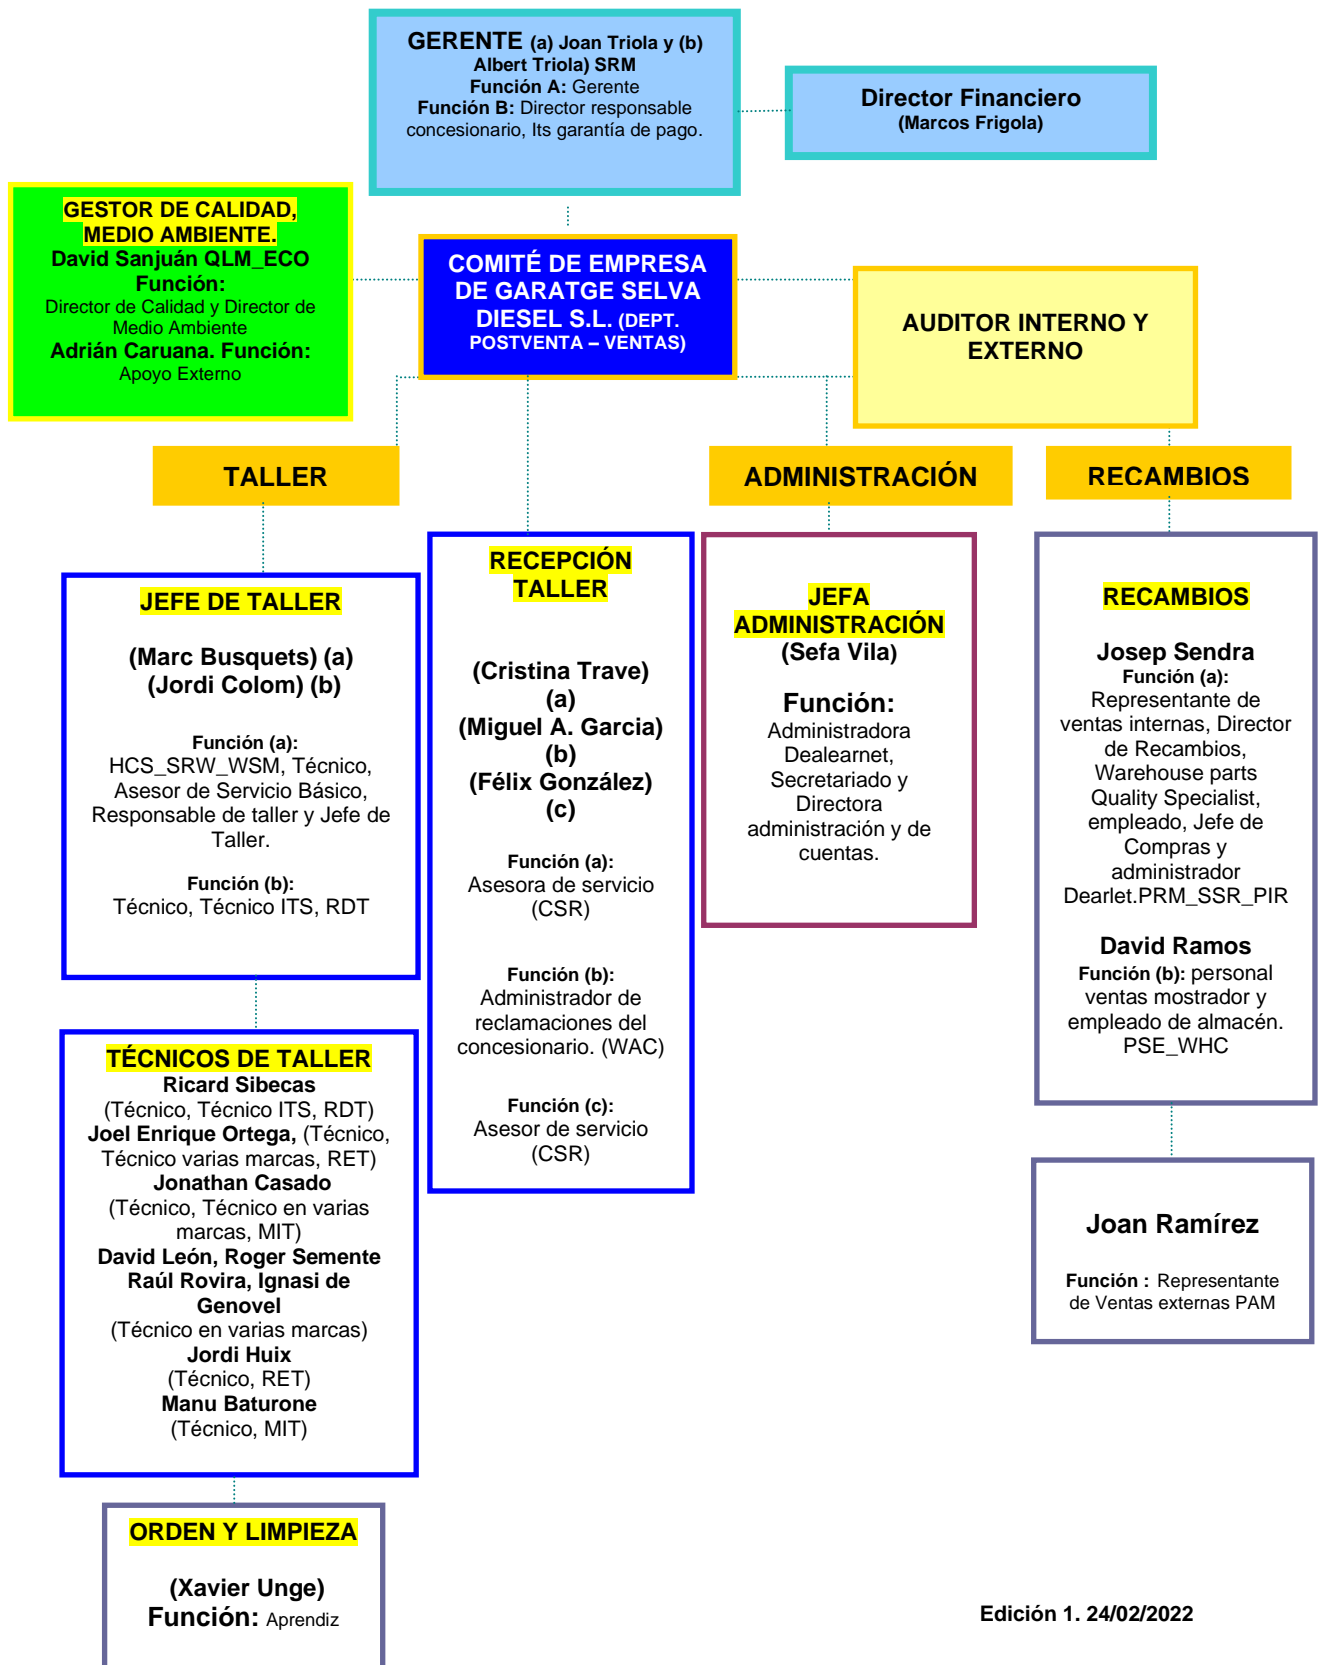 GERENTE (a) Joan Triola y (b)
Albert Triola) SRM
Función A: Gerente
Función B: Director responsable
concesionario, Its garantía de pago.
Director Financiero
(Marcos Frigola)
GESTOR DE CALIDAD,
MEDIO AMBIENTE.
David Sanjuán QLM_ECO
Función:
Director de Calidad y Director de
Medio Ambiente
Adrián Caruana. Función:
Apoyo Externo
COMITÉ DE EMPRESA
DE GARATGE SELVA
DIESEL S.L. (DEPT.
POSTVENTA – VENTAS)
AUDITOR INTERNO Y
EXTERNO
TALLER
ADMINISTRACIÓN
RECAMBIOS
JEFE DE TALLER
(Marc Busquets) (a)
(Jordi Colom) (b)
Función (a):
HCS_SRW_WSM, Técnico,
Asesor de Servicio Básico,
Responsable de taller y Jefe de
Taller.
Función (b):
Técnico, Técnico ITS, RDT
RECEPCIÓN
TALLER
(Cristina Trave)
(a)
(Miguel A. Garcia)
(b)
(Félix González)
(c)
Función (a):
Asesora de servicio
(CSR)
Función (b):
Administrador de
reclamaciones del
concesionario. (WAC)
Función (c):
Asesor de servicio
(CSR)
JEFA
ADMINISTRACIÓN
(Sefa Vila)
Función:
Administradora
Dealearnet,
Secretariado y
Directora
administración y de
cuentas.
RECAMBIOS
Josep Sendra
Función (a):
Representante de
ventas internas, Director
de Recambios,
Warehouse parts
Quality Specialist,
empleado, Jefe de
Compras y
administrador
Dearlet.PRM_SSR_PIR
David Ramos
Función (b): personal
ventas mostrador y
empleado de almacén.
PSE_WHC
TÉCNICOS DE TALLER
Ricard Sibecas
(Técnico, Técnico ITS, RDT)
Joel Enrique Ortega, (Técnico,
Técnico varias marcas, RET)
Jonathan Casado
(Técnico, Técnico en varias
marcas, MIT)
David León, Roger Semente
Raúl Rovira, Ignasi de
Genovel
(Técnico en varias marcas)
Jordi Huix
(Técnico, RET)
Manu Baturone
(Técnico, MIT)
Joan Ramírez
Función : Representante
de Ventas externas PAM
ORDEN Y LIMPIEZA
(Xavier Unge)
Función: Aprendiz
Edición 1. 24/02/2022